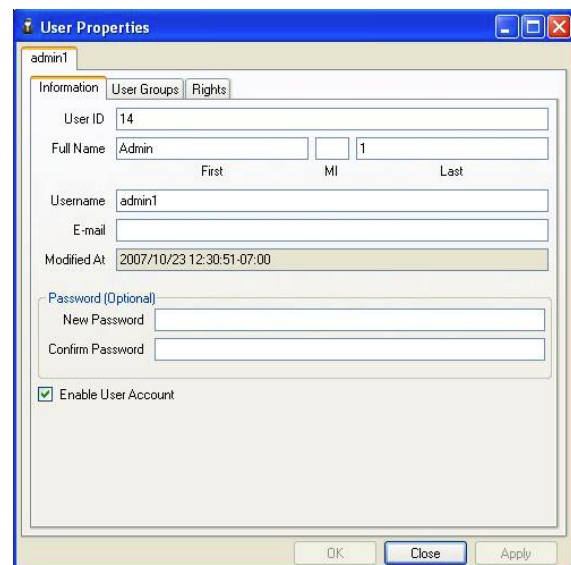 User Properties
admin1
Information User Groups Rights
User ID 14
Full Name Admin 1
First MI Last
Username admin1
E-mail
Modified At 2007/10/23 12:30:51-07:00
Password (Optional)
New Password
Confirm Password
Enable User Account
OK Close Apply